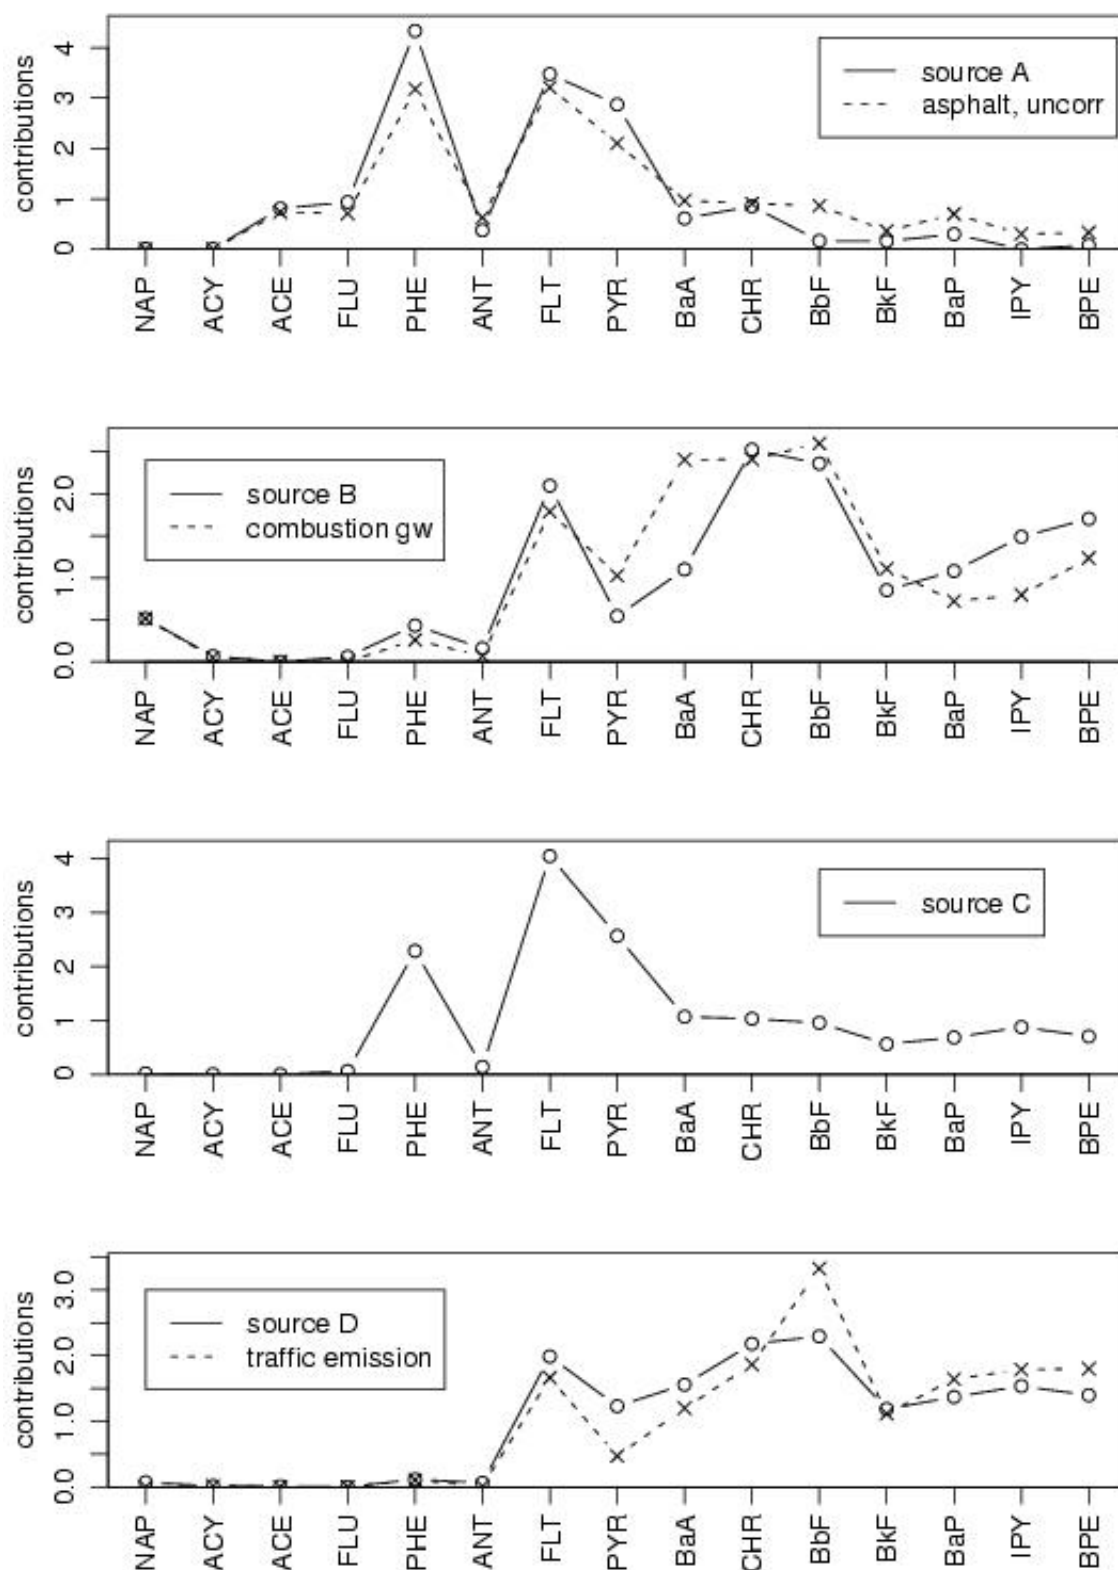 contributions
4
3
2
1
0
source A
asphalt, uncorr
NAP
ACY
ACE
FLU
PHE
ANT
FLT
PYR
BaA
CHR
BbF
BkF
BaP
IPY
BPE
contributions
2.0
1.0
0.0
source B
combustion gw
NAP
ACY
ACE
FLU
PHE
ANT
FLT
PYR
BaA
CHR
BbF
BkF
BaP
IPY
BPE
contributions
4
3
2
1
0
source C
NAP
ACY
ACE
FLU
PHE
ANT
FLT
PYR
BaA
CHR
BbF
BkF
BaP
IPY
BPE
contributions
3.0
2.0
1.0
0.0
source D
traffic emission
NAP
ACY
ACE
FLU
PHE
ANT
FLT
PYR
BaA
CHR
BbF
BkF
BaP
IPY
BPE